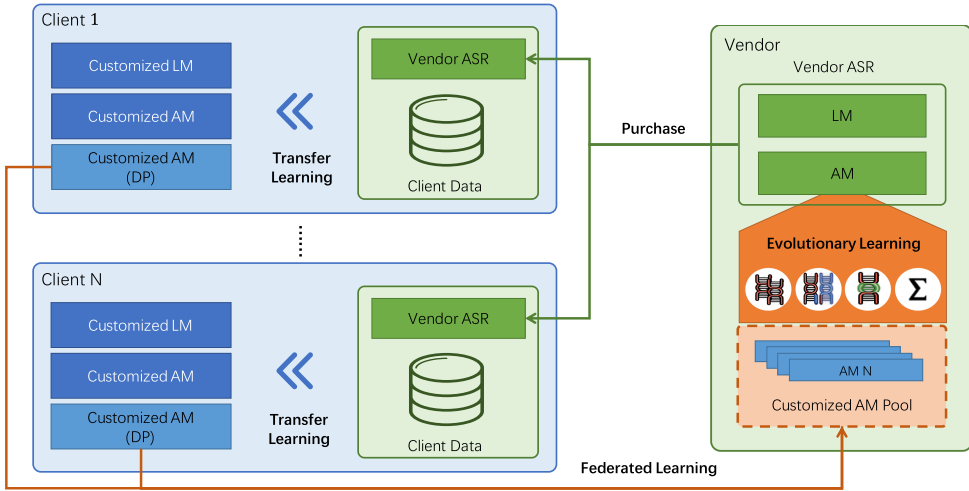 Client 1
Customized LM
Customized AM
Customized AM
(DP)
Transfer
Learning
Vendor ASR
Client Data
Client N
Customized LM
Customized AM
Customized AM
(DP)
Transfer
Learning
Vendor ASR
Client Data
Purchase
Federated Learning
Vendor
Vendor ASR
LM
AM
Evolutionary Learning
Σ
AM N
Customized AM Pool